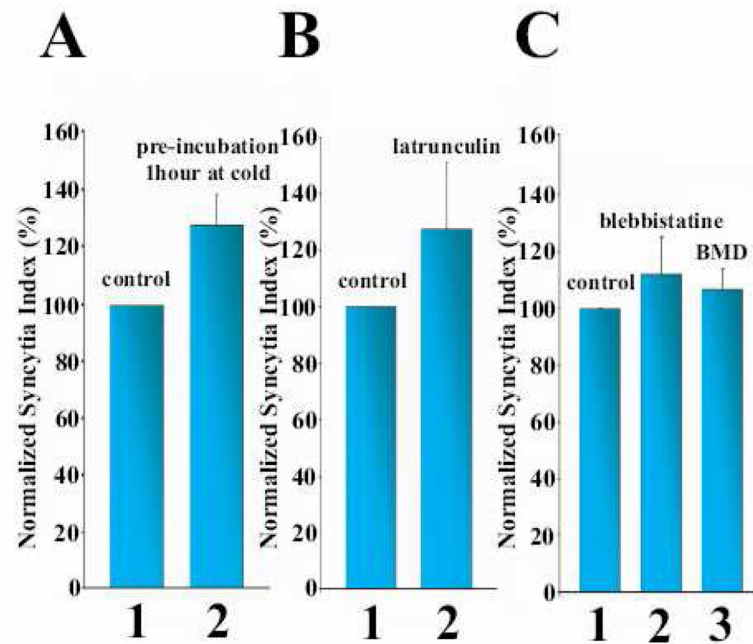 A
Normalized Syncytia Index (%)
160
140
120
100
80
60
40
20
0
pre-incubation
1hour at cold
control
1
2
B
Normalized Syncytia Index (%)
160
140
120
100
80
60
40
20
0
latrunculin
control
1
2
C
Normalized Syncytia Index (%)
160
140
120
100
80
60
40
20
0
blebbistatine
BMD
control
1
2
3